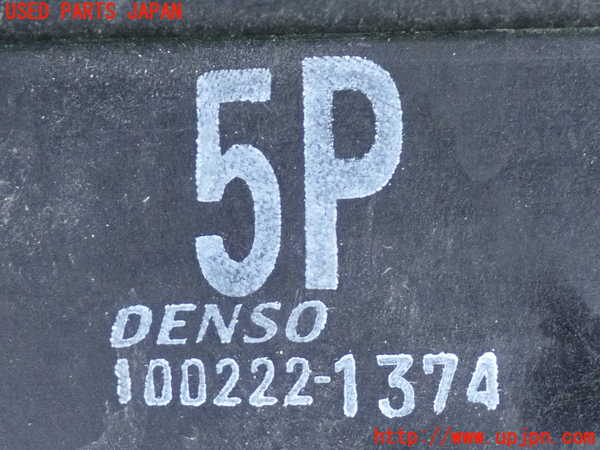 USED PARTS JAPAN
5P
DENSO
100222-1374
http://www.upjpn.com/